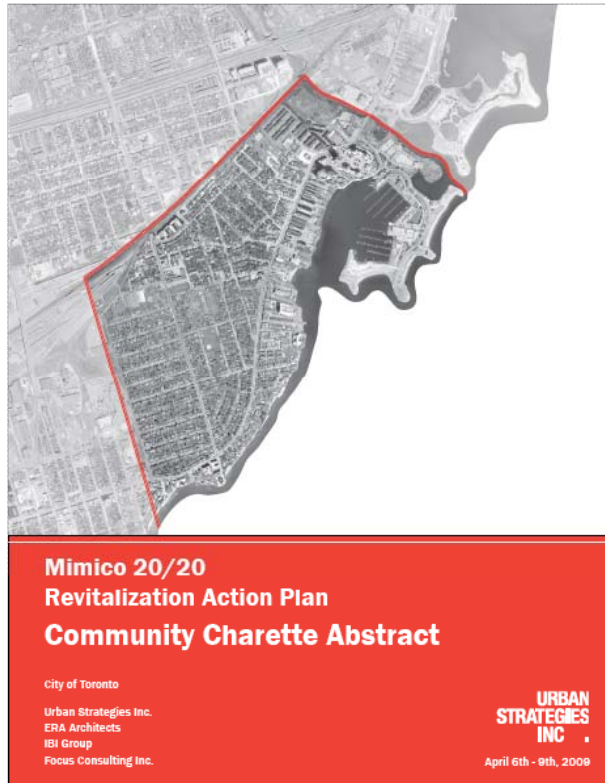 Mimico 20/20
Revitalization Action Plan
Community Charette Abstract
City of Toronto
Urban Strategies Inc.
ERA Architects
IBI Group
Focus Consulting Inc.
URBAN
STRATEGIES
INC .
April 6th - 9th, 2009